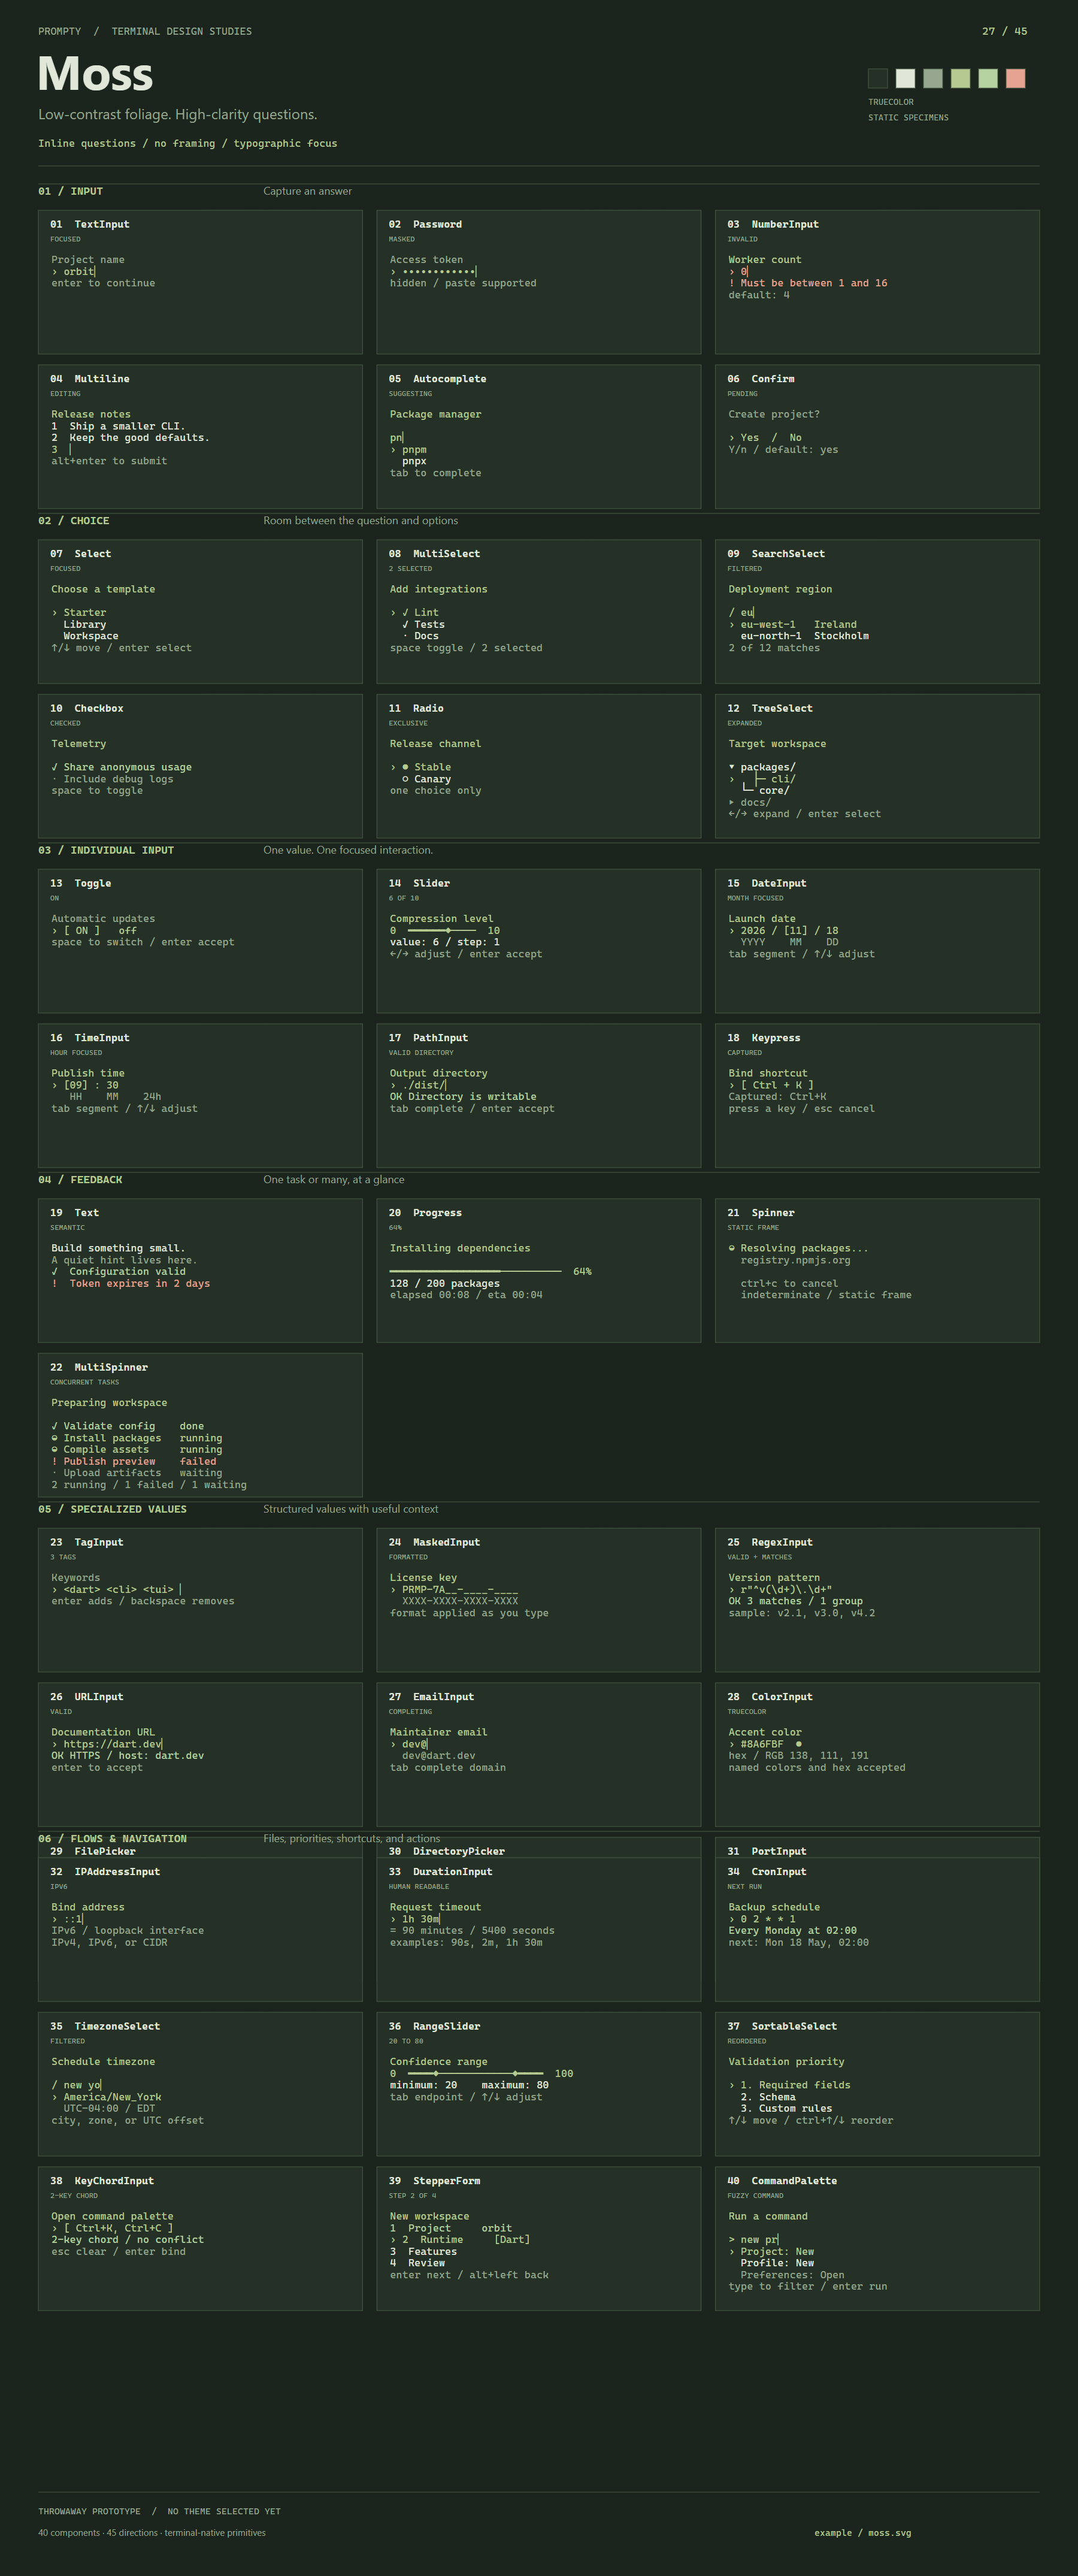 PROMPTY / TERMINAL DESIGN STUDIES
27 / 45
Moss
Low-contrast foliage. High-clarity questions.
TRUECOLOR
STATIC SPECIMENS
Inline questions / no framing / typographic focus
01 / INPUT Capture an answer
01 TextInput
FOCUSED
Project name
› orbit
enter to continue
02 Password
MASKED
Access token
› ••••••••••••
hidden / paste supported
03 NumberInput
INVALID
Worker count
› 0
! Must be between 1 and 16
default: 4
04 Multiline
EDITING
Release notes
1 Ship a smaller CLI.
2 Keep the good defaults.
3
alt+enter to submit
05 Autocomplete
SUGGESTING
Package manager
pn
› pnpm
pnpx
tab to complete
06 Confirm
PENDING
Create project?
› Yes / No
Y/n / default: yes
02 / CHOICE Room between the question and options
07 Select
FOCUSED
Choose a template
› Starter
Library
Workspace
↑/↓ move / enter select
08 MultiSelect
2 SELECTED
Add integrations
› ✓ Lint
✓ Tests
· Docs
space toggle / 2 selected
09 SearchSelect
FILTERED
Deployment region
/ eu
› eu-west-1 Ireland
eu-north-1 Stockholm
2 of 12 matches
10 Checkbox
CHECKED
Telemetry
✓ Share anonymous usage
· Include debug logs
space to toggle
11 Radio
EXCLUSIVE
Release channel
› ● Stable
○ Canary
one choice only
12 TreeSelect
EXPANDED
Target workspace
▾ packages/
› ├─ cli/
└─ core/
▸ docs/
←/→ expand / enter select
03 / INDIVIDUAL INPUT One value. One focused interaction.
13 Toggle
ON
Automatic updates
› [ ON ] off
space to switch / enter accept
14 Slider
6 OF 10
Compression level
0 ━━━━━━◆──── 10
value: 6 / step: 1
←/→ adjust / enter accept
15 DateInput
MONTH FOCUSED
Launch date
› 2026 / [11] / 18
YYYY MM DD
tab segment / ↑/↓ adjust
16 TimeInput
HOUR FOCUSED
Publish time
› [09] : 30
HH MM 24h
tab segment / ↑/↓ adjust
17 PathInput
VALID DIRECTORY
Output directory
› ./dist/
OK Directory is writable
tab complete / enter accept
18 Keypress
CAPTURED
Bind shortcut
› [ Ctrl + K ]
Captured: Ctrl+K
press a key / esc cancel
04 / FEEDBACK One task or many, at a glance
19 Text
SEMANTIC
Build something small.
A quiet hint lives here.
✓ Configuration valid
! Token expires in 2 days
20 Progress
64%
Installing dependencies
64%
128 / 200 packages
elapsed 00:08 / eta 00:04
21 Spinner
STATIC FRAME
◒ Resolving packages...
registry.npmjs.org
ctrl+c to cancel
indeterminate / static frame
22 MultiSpinner
CONCURRENT TASKS
Preparing workspace
✓ Validate config done
◒ Install packages running
◒ Compile assets running
! Publish preview failed
· Upload artifacts waiting
2 running / 1 failed / 1 waiting
05 / SPECIALIZED VALUES Structured values with useful context
23 TagInput
3 TAGS
Keywords
› <dart> <cli> <tui>
enter adds / backspace removes
24 MaskedInput
FORMATTED
License key
› PRMP-7A__-____-____
XXXX-XXXX-XXXX-XXXX
format applied as you type
25 RegexInput
VALID + MATCHES
Version pattern
› r"^v(\d+)\.\d+"
OK 3 matches / 1 group
sample: v2.1, v3.0, v4.2
26 URLInput
VALID
Documentation URL
› https://dart.dev
OK HTTPS / host: dart.dev
enter to accept
27 EmailInput
COMPLETING
Maintainer email
› dev@
dev@dart.dev
tab complete domain
28 ColorInput
TRUECOLOR
Accent color
› #8A6FBF ●
hex / RGB 138, 111, 191
named colors and hex accepted
06 / FLOWS & NAVIGATION Files, priorities, shortcuts, and actions
29 FilePicker
30 DirectoryPicker
31 PortInput
32 IPAddressInput
IPV6
Bind address
› ::1
IPv6 / loopback interface
IPv4, IPv6, or CIDR
33 DurationInput
HUMAN READABLE
Request timeout
› 1h 30m
= 90 minutes / 5400 seconds
examples: 90s, 2m, 1h 30m
34 CronInput
NEXT RUN
Backup schedule
› 0 2 * * 1
Every Monday at 02:00
next: Mon 18 May, 02:00
35 TimezoneSelect
FILTERED
Schedule timezone
/ new yo
› America/New_York
UTC-04:00 / EDT
city, zone, or UTC offset
36 RangeSlider
20 TO 80
Confidence range
0 100
minimum: 20 maximum: 80
tab endpoint / ↑/↓ adjust
37 SortableSelect
REORDERED
Validation priority
› 1. Required fields
2. Schema
3. Custom rules
↑/↓ move / ctrl+↑/↓ reorder
38 KeyChordInput
2-KEY CHORD
Open command palette
› [ Ctrl+K, Ctrl+C ]
2-key chord / no conflict
esc clear / enter bind
39 StepperForm
STEP 2 OF 4
New workspace
1 Project orbit
› 2 Runtime [Dart]
3 Features
4 Review
enter next / alt+left back
40 CommandPalette
FUZZY COMMAND
Run a command
> new pr
› Project: New
Profile: New
Preferences: Open
type to filter / enter run
THROWAWAY PROTOTYPE / NO THEME SELECTED YET
40 components · 45 directions · terminal-native primitives
example / moss.svg